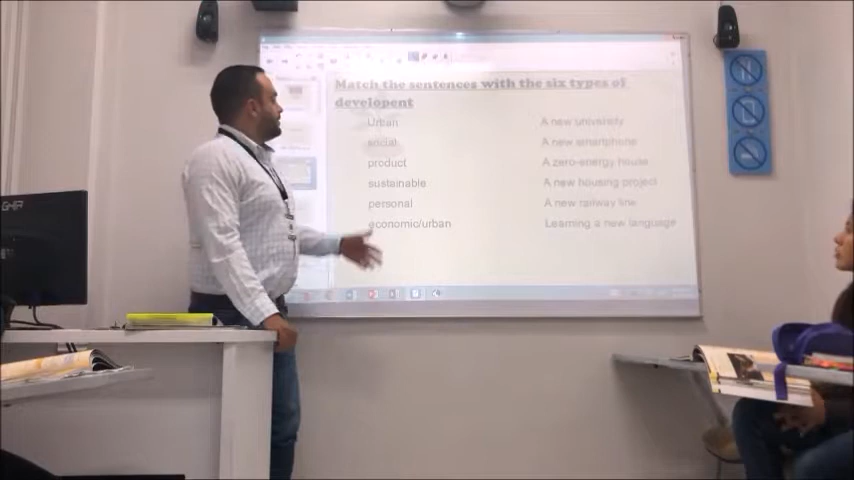 Match the sentences with the six types of
development
Urban
A new university
social
A new smartphone
product
A zero-energy house
sustainable
A new housing project
personal
A new railway line
economic/urban
Learning a new language